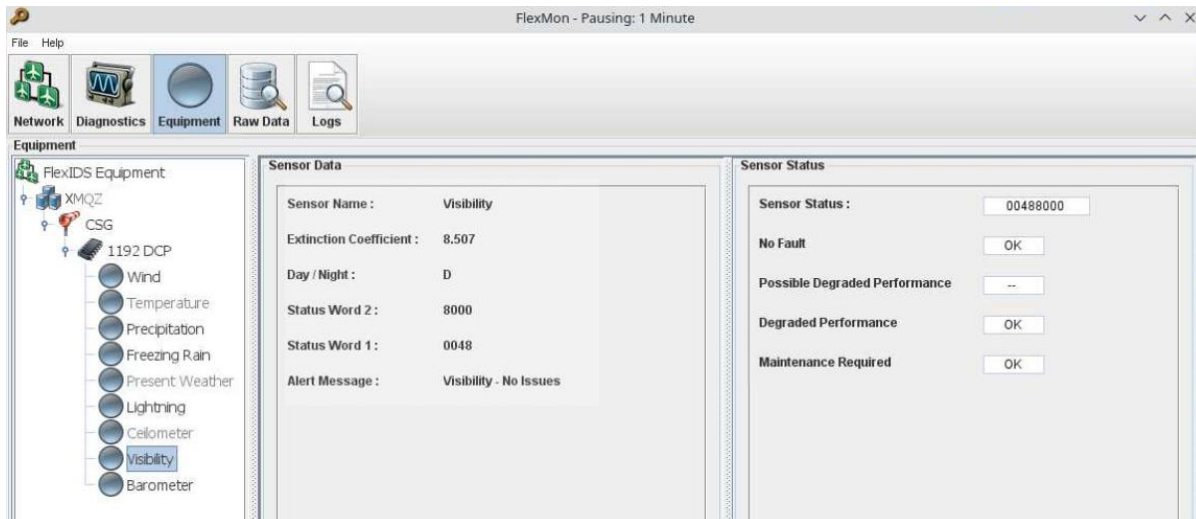 FlexMon - Pausing: 1 Minute
File Help
Network Diagnostics Equipment Raw Data Logs
Equipment
FlexIDS Equipment
XMQZ
CSG
1192 DCP
Wind
Temperature
Precipitation
Freezing Rain
Present Weather
Lightning
Ceilometer
Visibility
Barometer
Sensor Data
Sensor Name : Visibility
Extinction Coefficient : 8.507
Day / Night : D
Status Word 2 : 8000
Status Word 1 : 0048
Alert Message : Visibility - No Issues
Sensor Status
Sensor Status : 00488000
No Fault OK
Possible Degraded Performance --
Degraded Performance OK
Maintenance Required OK